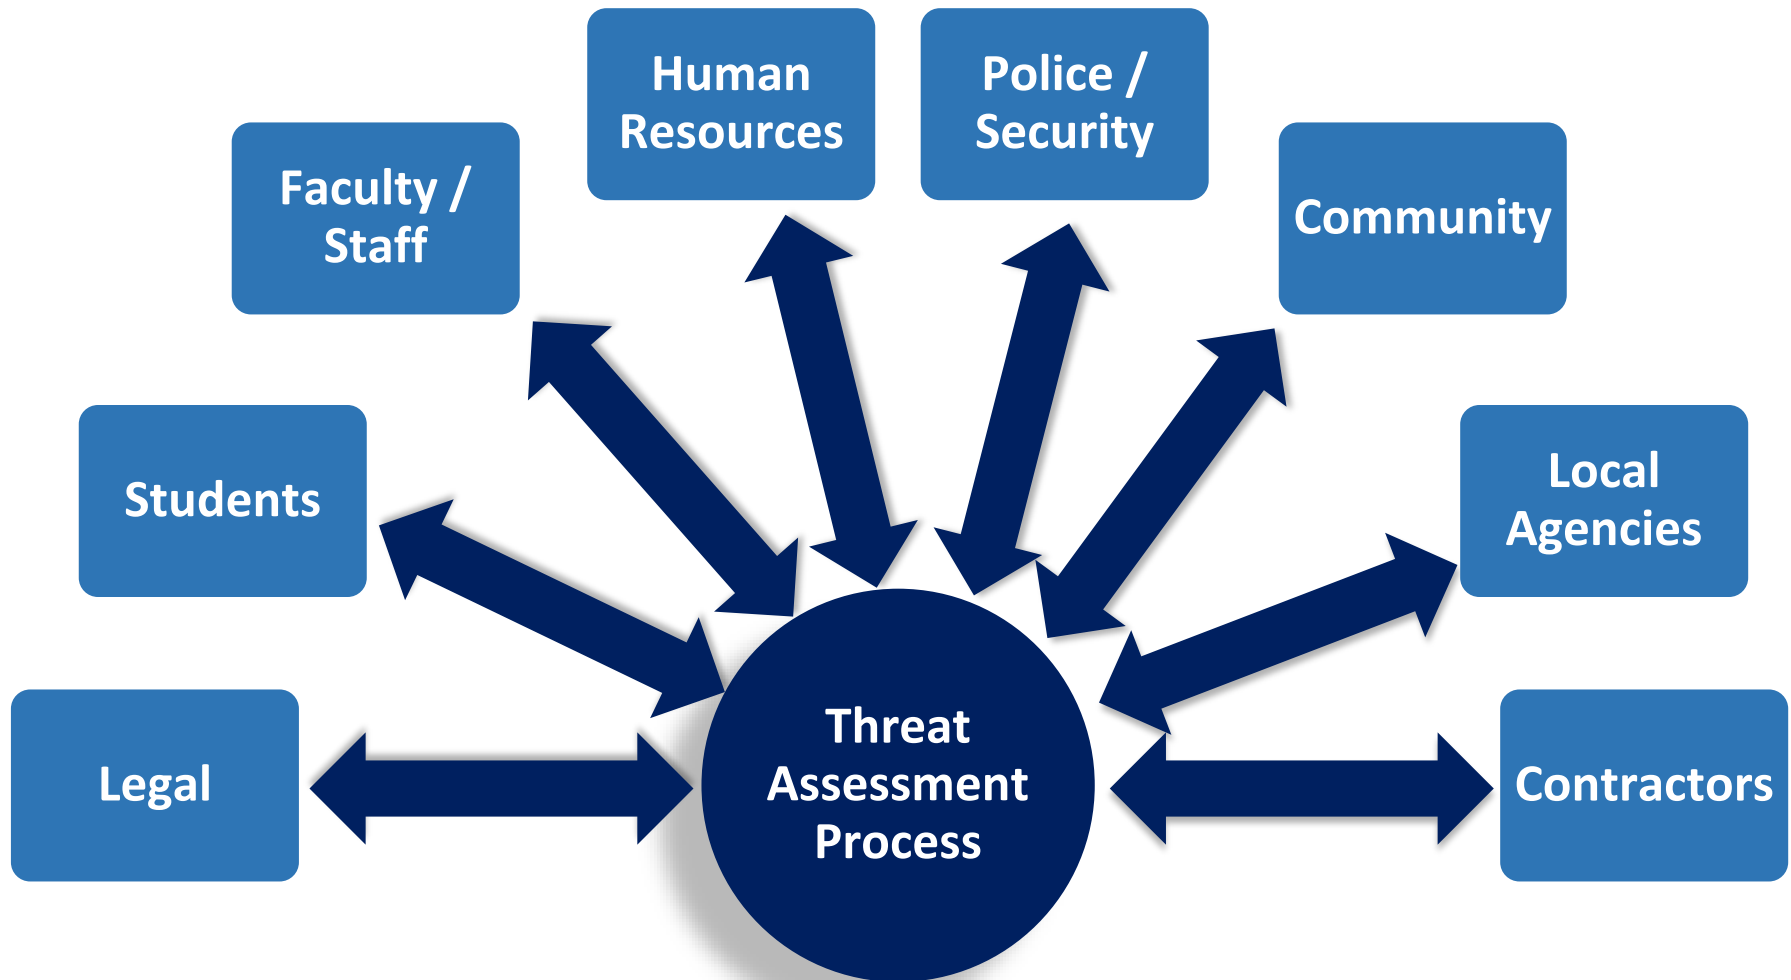 Human
Resources
Police /
Security
Faculty /
Staff
Community
Students
Local
Agencies
Legal
Threat
Assessment
Process
Contractors